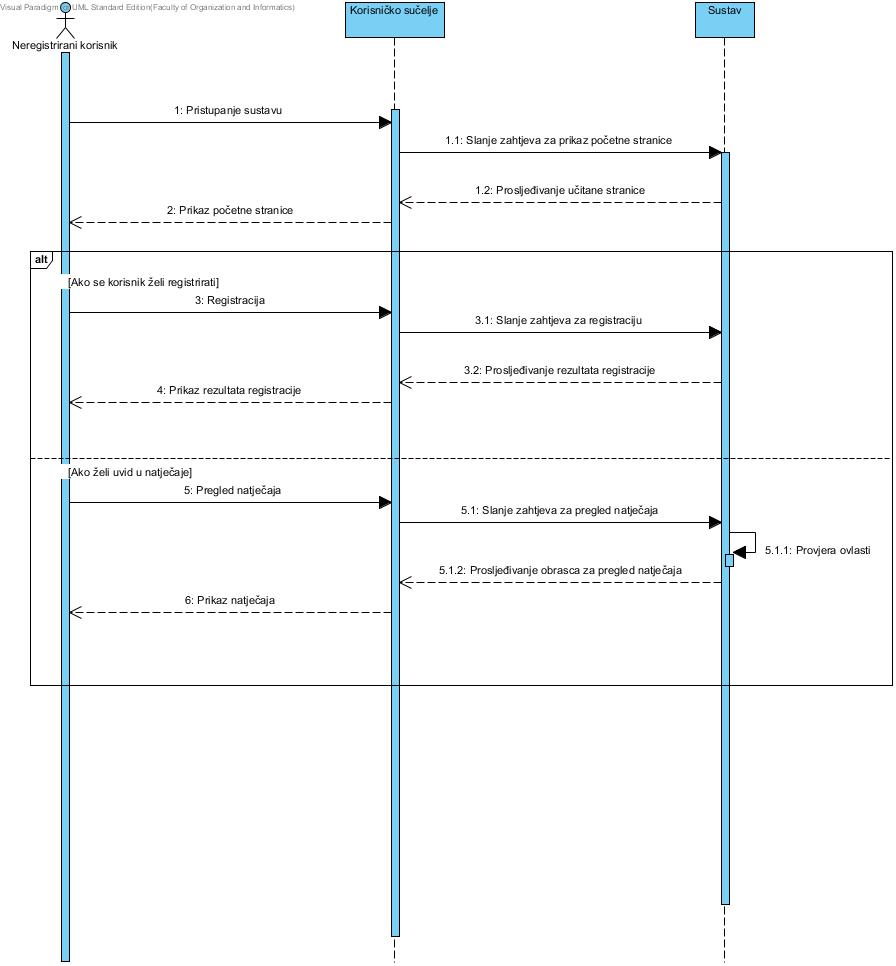 Visual Paradigm UML Standard Edition(Faculty of Organization and Informatics)
Neregistrirani korisnik
Korisničko sučelje
Sustav
1: Pristupanje sustavu
1.1: Slanje zahtjeva za prikaz početne stranice
1.2: Prosljeđivanje učitane stranice
2: Prikaz početne stranice
alt
[Ako se korisnik želi registrirati]
3: Registracija
3.1: Slanje zahtjeva za registraciju
3.2: Prosljeđivanje rezultata registracije
4: Prikaz rezultata registracije
[Ako želi uvid u natječaje]
5: Pregled natječaja
5.1: Slanje zahtjeva za pregled natječaja
5.1.1: Provjera ovlasti
5.1.2: Prosljeđivanje obrasca za pregled natječaja
6: Prikaz natječaja